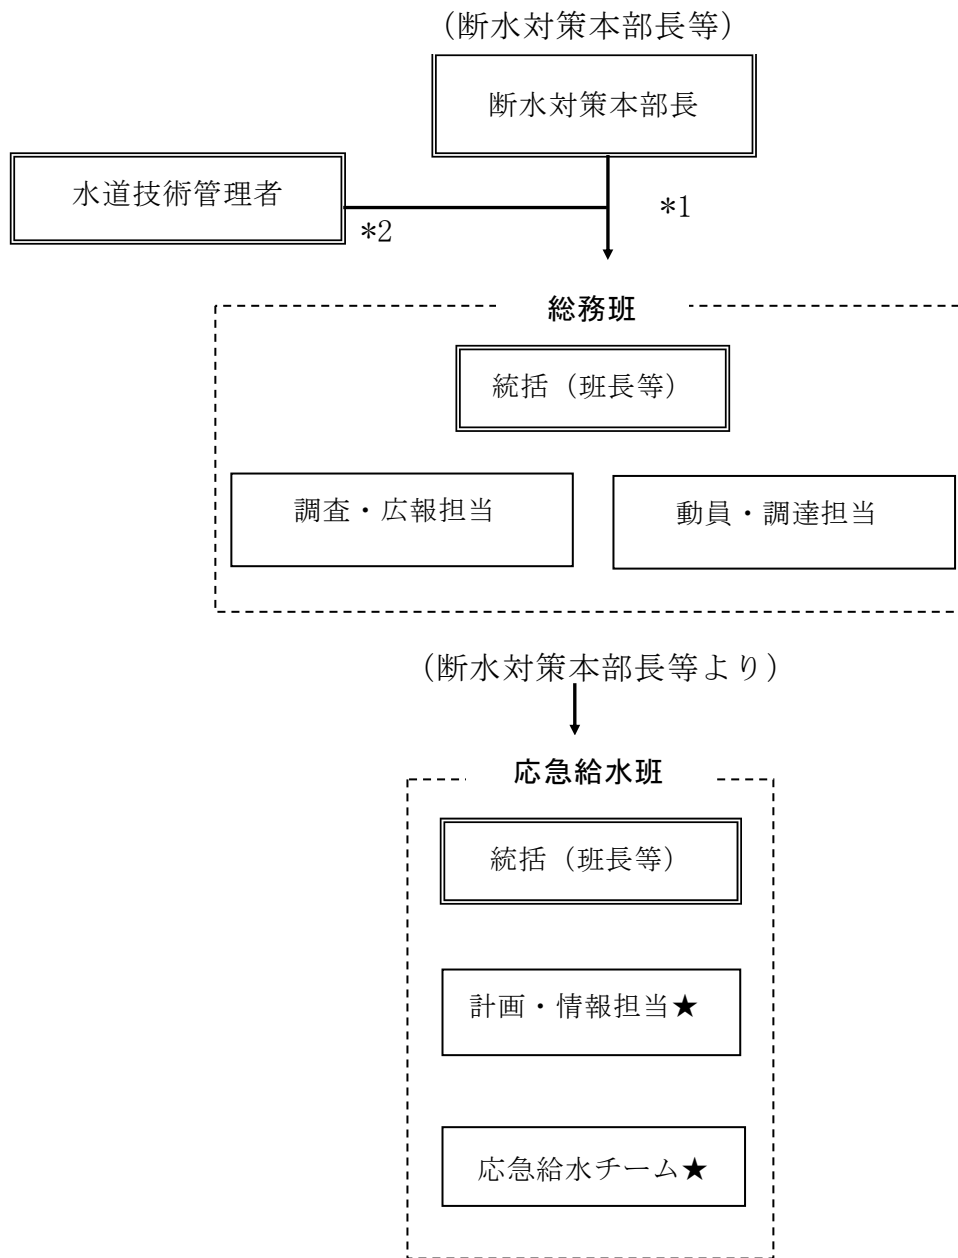 （断水対策本部長等）
断水対策本部長
水道技術管理者
*1
*2
総務班
統括（班長等）
調査・広報担当
動員・調達担当
（断水対策本部長等より）
応急給水班
統括（班長等）
計画・情報担当★
応急給水チーム★